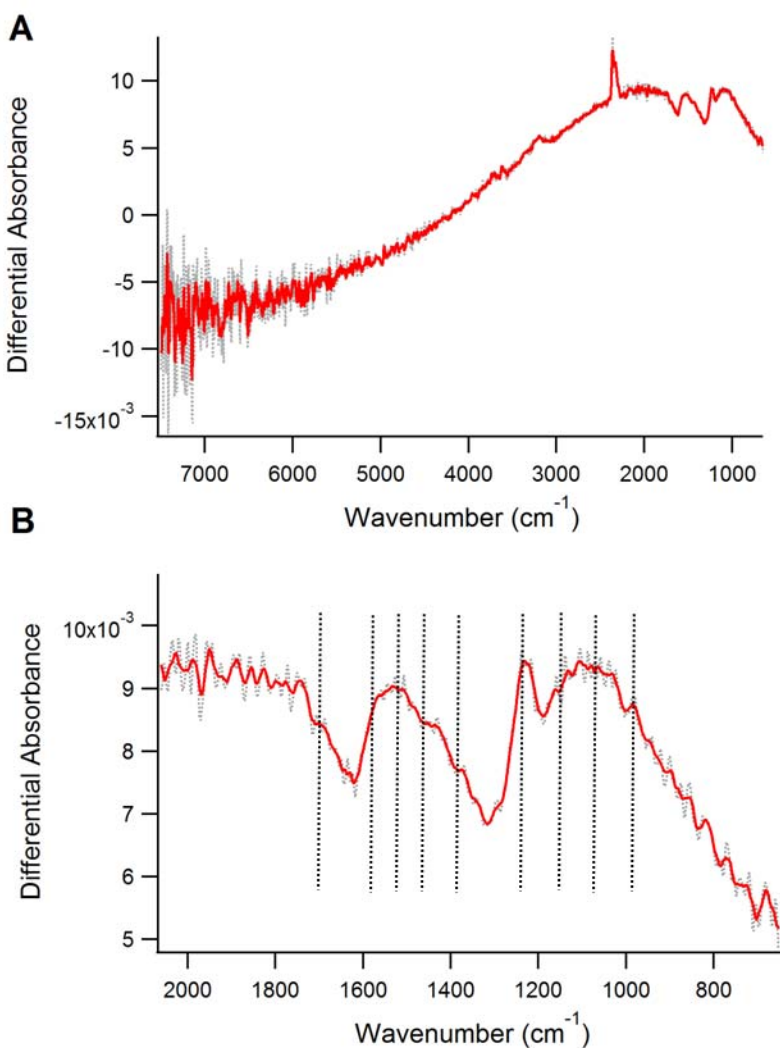 A
Differential Absorbance
10
5
0
-5
-10
-15x10⁻³
7000 6000 5000 4000 3000 2000 1000
Wavenumber (cm⁻¹)
B
Differential Absorbance
10x10⁻³
9
8
7
6
5
2000 1800 1600 1400 1200 1000 800
Wavenumber (cm⁻¹)